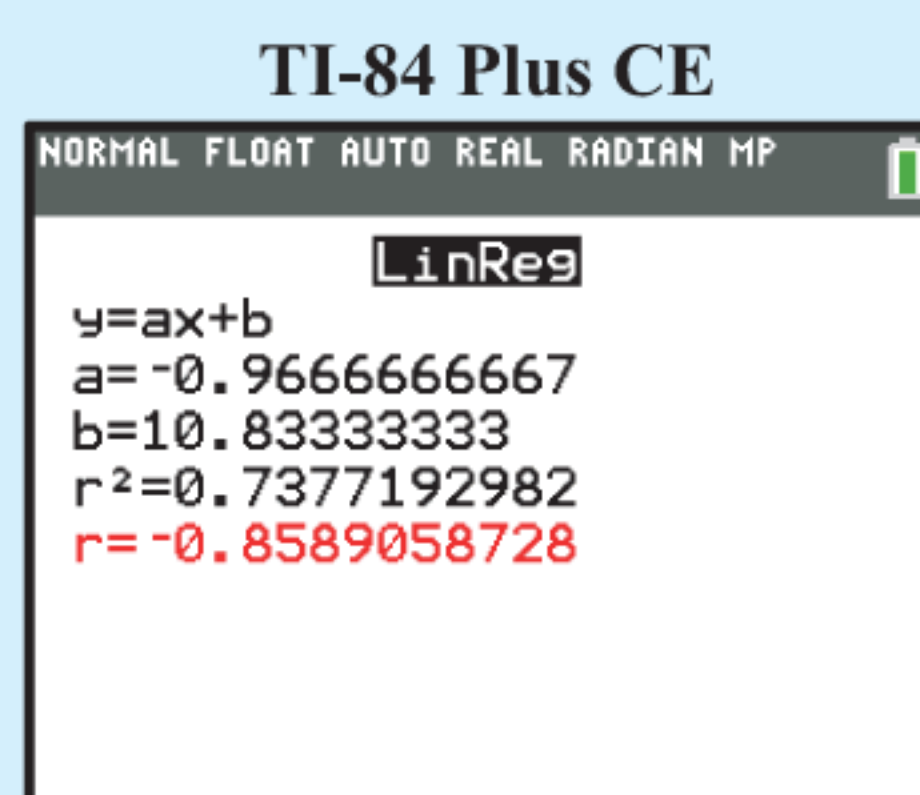 TI-84 Plus CE
NORMAL FLOAT AUTO REAL RADIAN MP
LinReg
y=ax+b
a=-0.9666666667
b=10.83333333
r²=0.7377192982
r=-0.8589058728